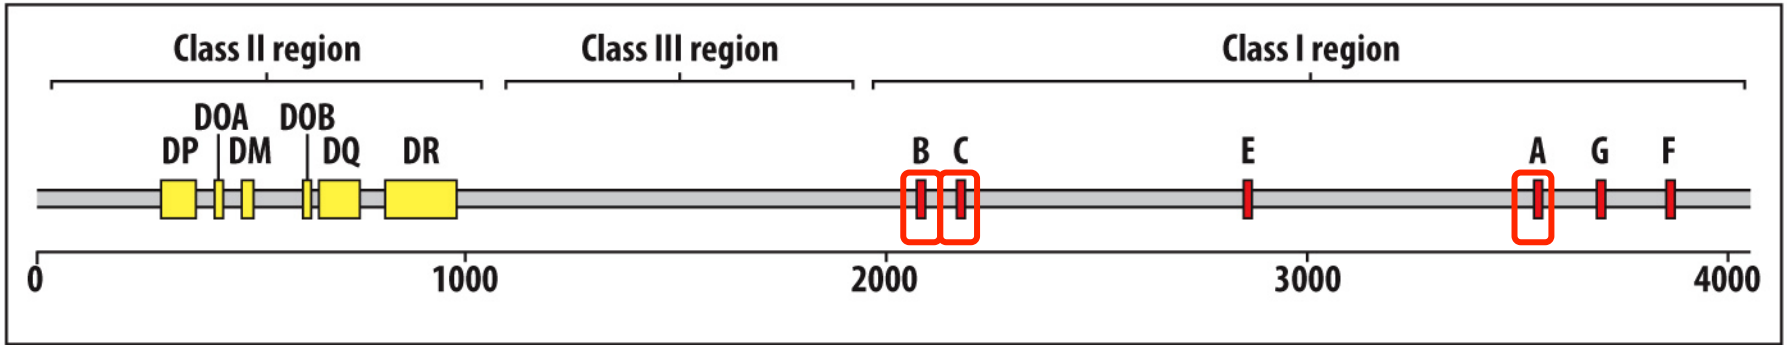 Class II region Class III region Class I region
DOA DOB
DP DM DQ DR B C E A G F
0 1000 2000 3000 4000